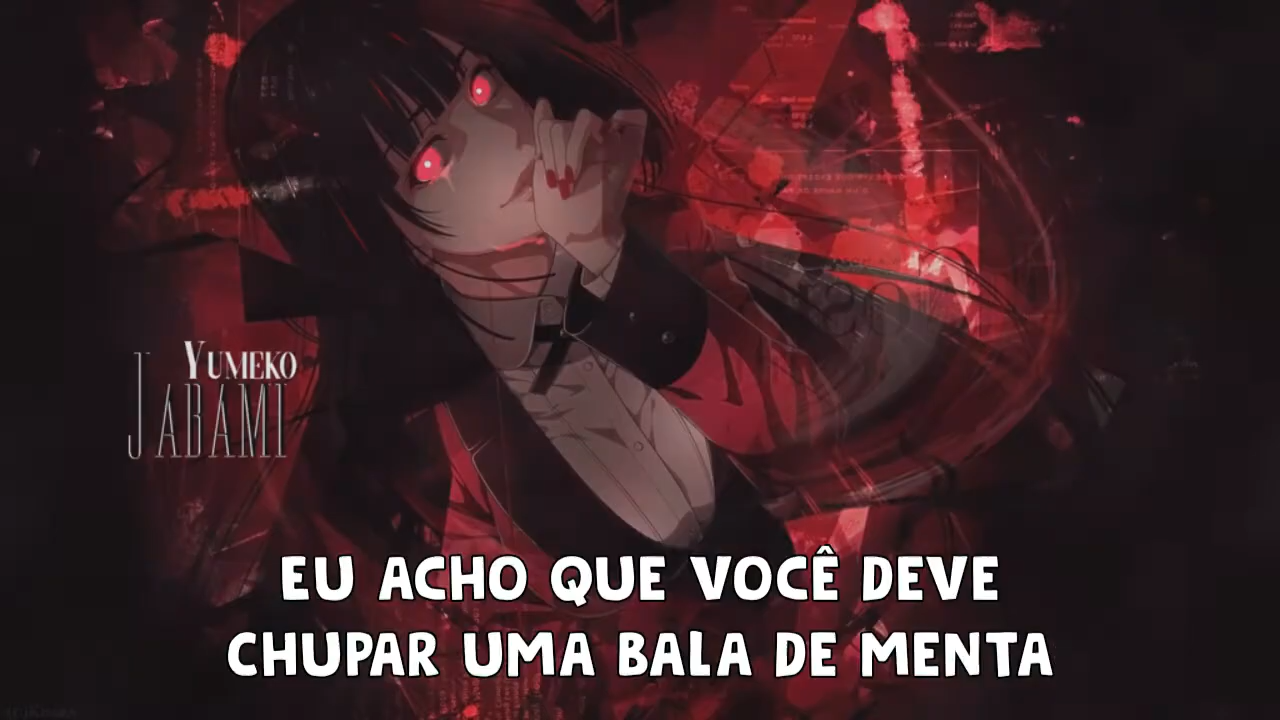 YUMEKO
JABAMI
EU ACHO QUE VOCÊ DEVE
CHUPAR UMA BALA DE MENTA